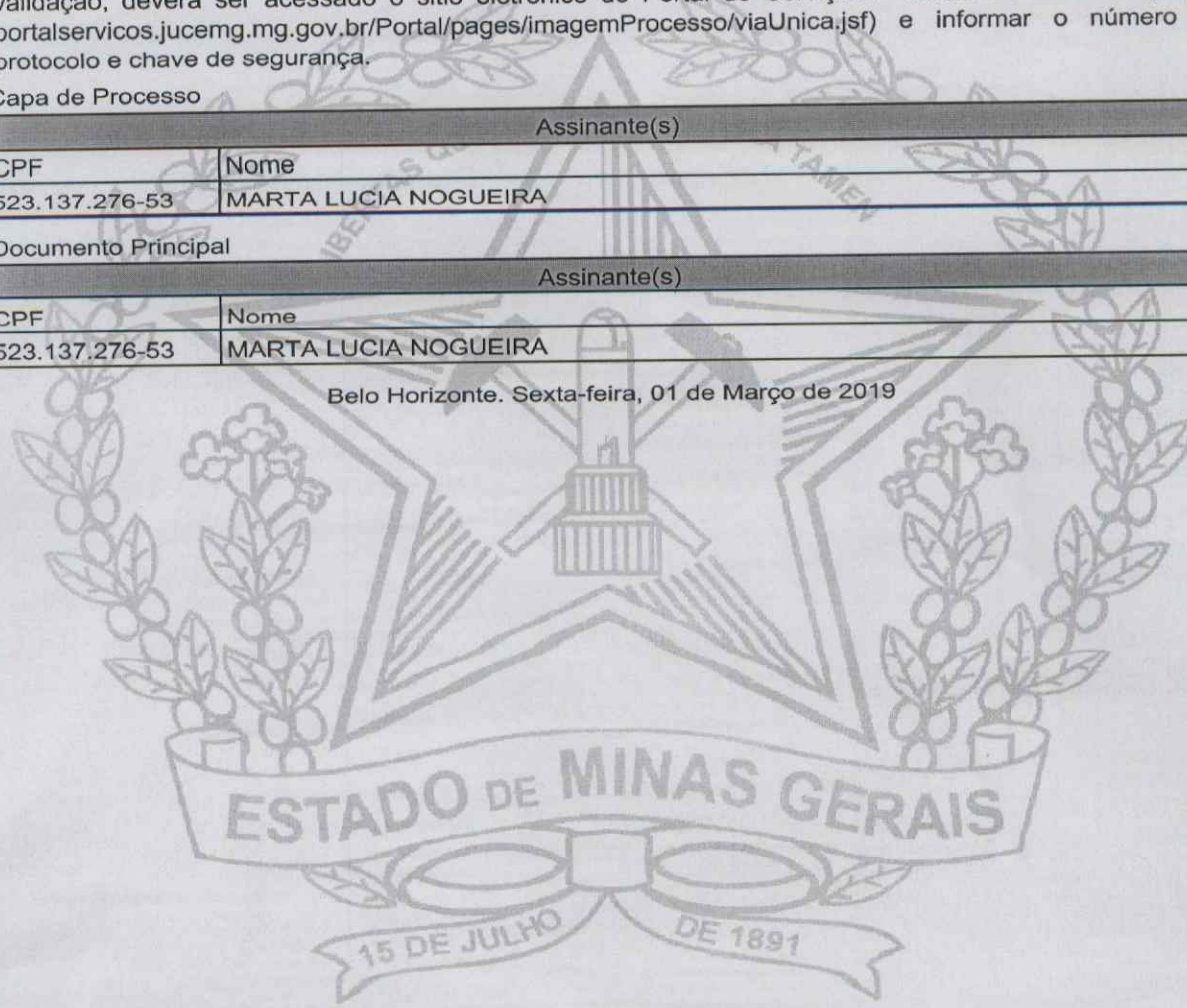 validação, deverá ser acessado o sítio eletrônico do Portal de
portalservicos.jucemg.mg.gov.br/Portal/pages/imagemProcesso/viaUnica.jsf) e informar o número
protocolo e chave de segurança.
Capa de Processo
Assinante(s)
CPF Nome
523.137.276-53 MARTA LUCIA NOGUEIRA
Documento Principal
Assinante(s)
CPF Nome
523.137.276-53 MARTA LUCIA NOGUEIRA
Belo Horizonte. Sexta-feira, 01 de Março de 2019
TAMEN
ESTADO DE MINAS GERAIS
15 DE JULHO DE 1891